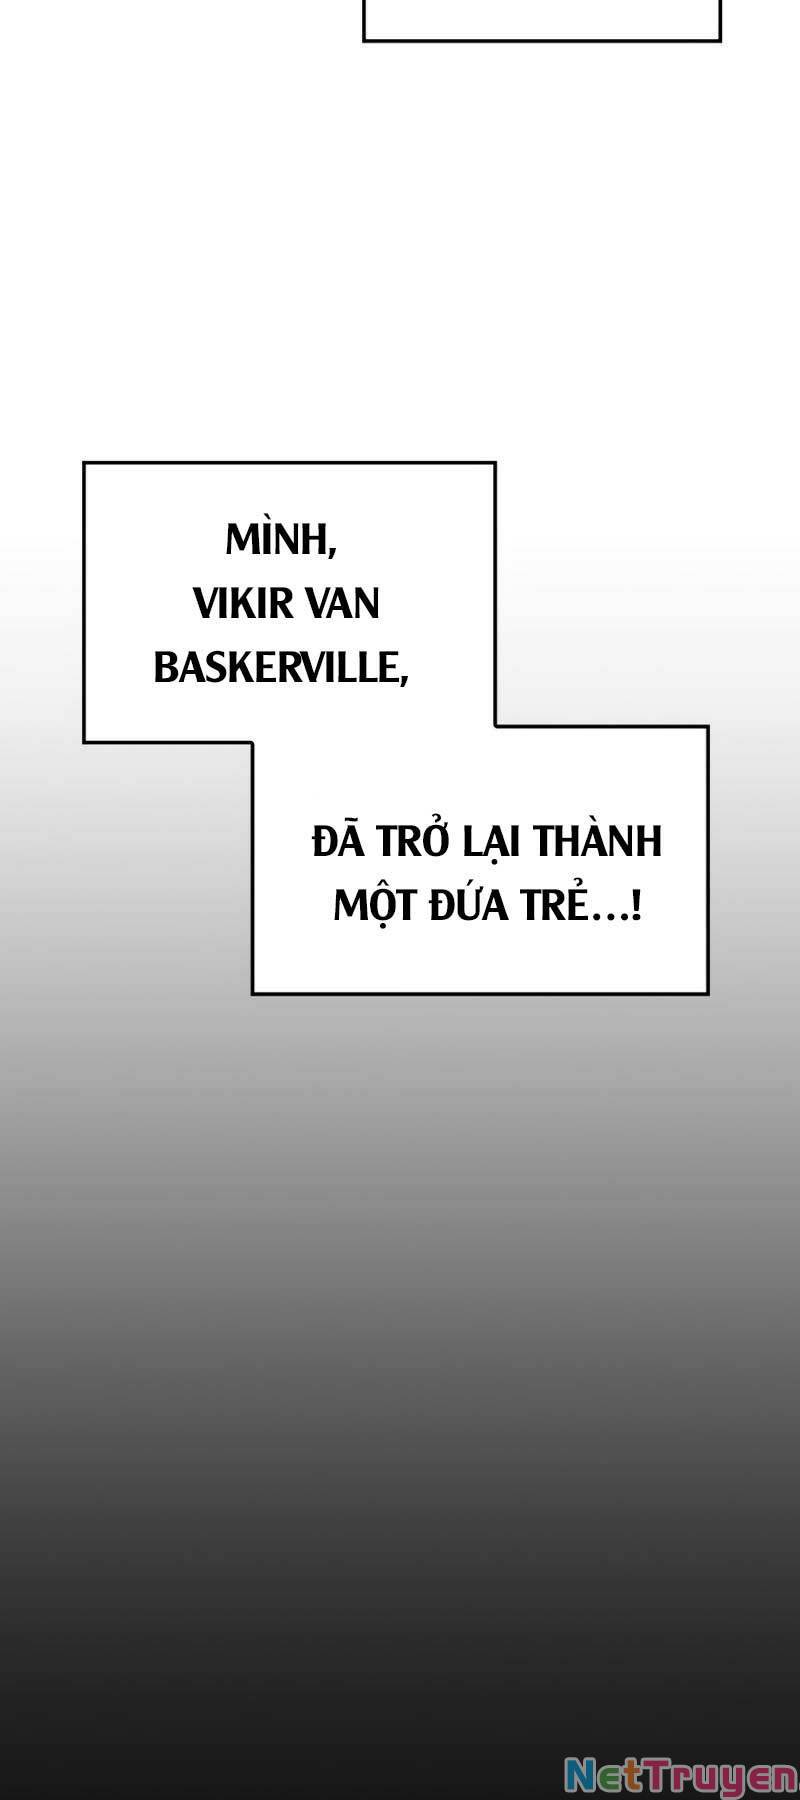 MÌNH,
VIKIR VAN
BASKERVILLE,
ĐÃ TRỞ LẠI THÀNH
MỘT ĐỨA TRẺ...!
NetTruyen